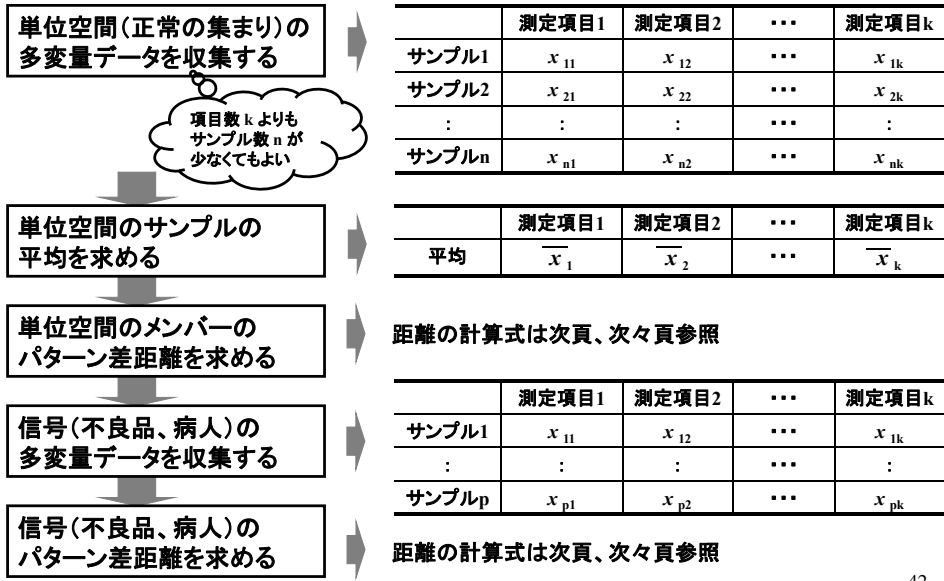 単位空間（正常の集まり）の
多変量データを収集する
項目数 k よりも
サンプル数 n が
少なくてもよい
測定項目1 測定項目2 ･･･ 測定項目k
サンプル1 x 11 x 12 ･･･ x 1k
サンプル2 x 21 x 22 ･･･ x 2k
: : : ･･･ :
サンプルn x n1 x n2 ･･･ x nk
単位空間のサンプルの
平均を求める
測定項目1 測定項目2 ･･･ 測定項目k
平均 x̄ 1 x̄ 2 ･･･ x̄ k
単位空間のメンバーの
パターン差距離を求める
距離の計算式は次頁、次々頁参照
信号（不良品、病人）の
多変量データを収集する
測定項目1 測定項目2 ･･･ 測定項目k
サンプル1 x 11 x 12 ･･･ x 1k
: : : ･･･ :
サンプルp x p1 x p2 ･･･ x pk
信号（不良品、病人）の
パターン差距離を求める
距離の計算式は次頁、次々頁参照